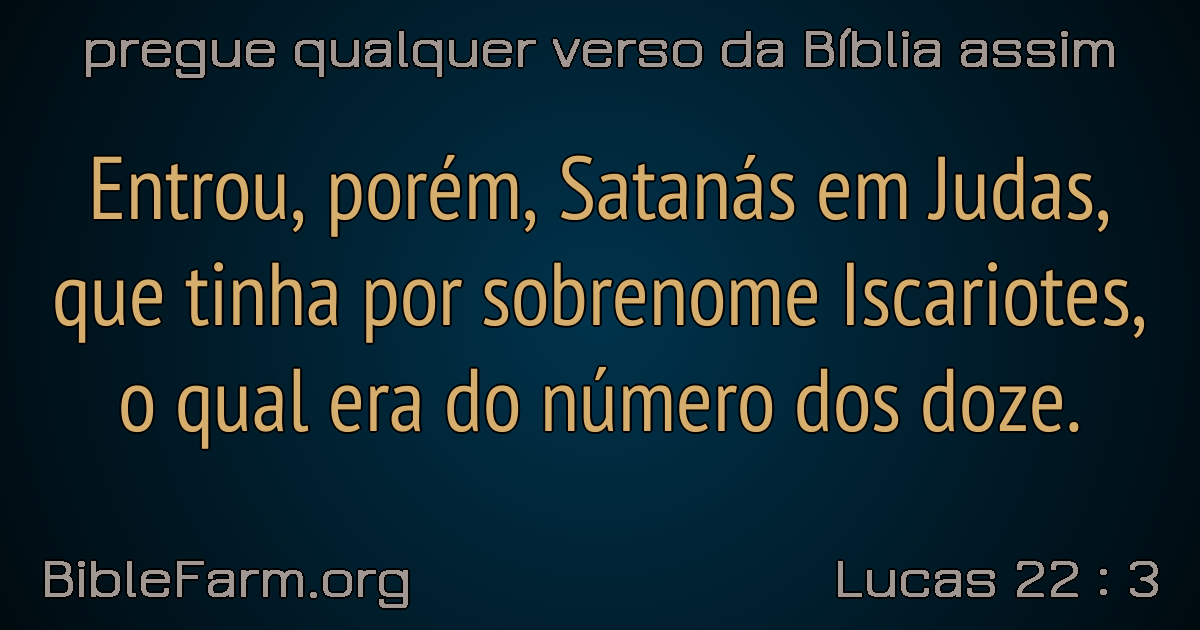 pregue qualquer verso da Bíblia assim
Entrou, porém, Satanás em Judas,
que tinha por sobrenome Iscariotes,
o qual era do número dos doze.
BibleFarm.org
Lucas 22 : 3